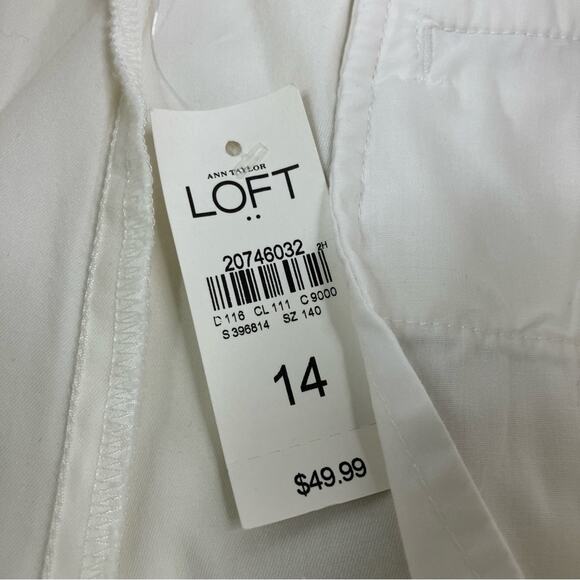 ANN TAYLOR
LOFT
20746032 2H
D 116 CL 111 C 9000
S 396814 SZ 140
14
$49.99